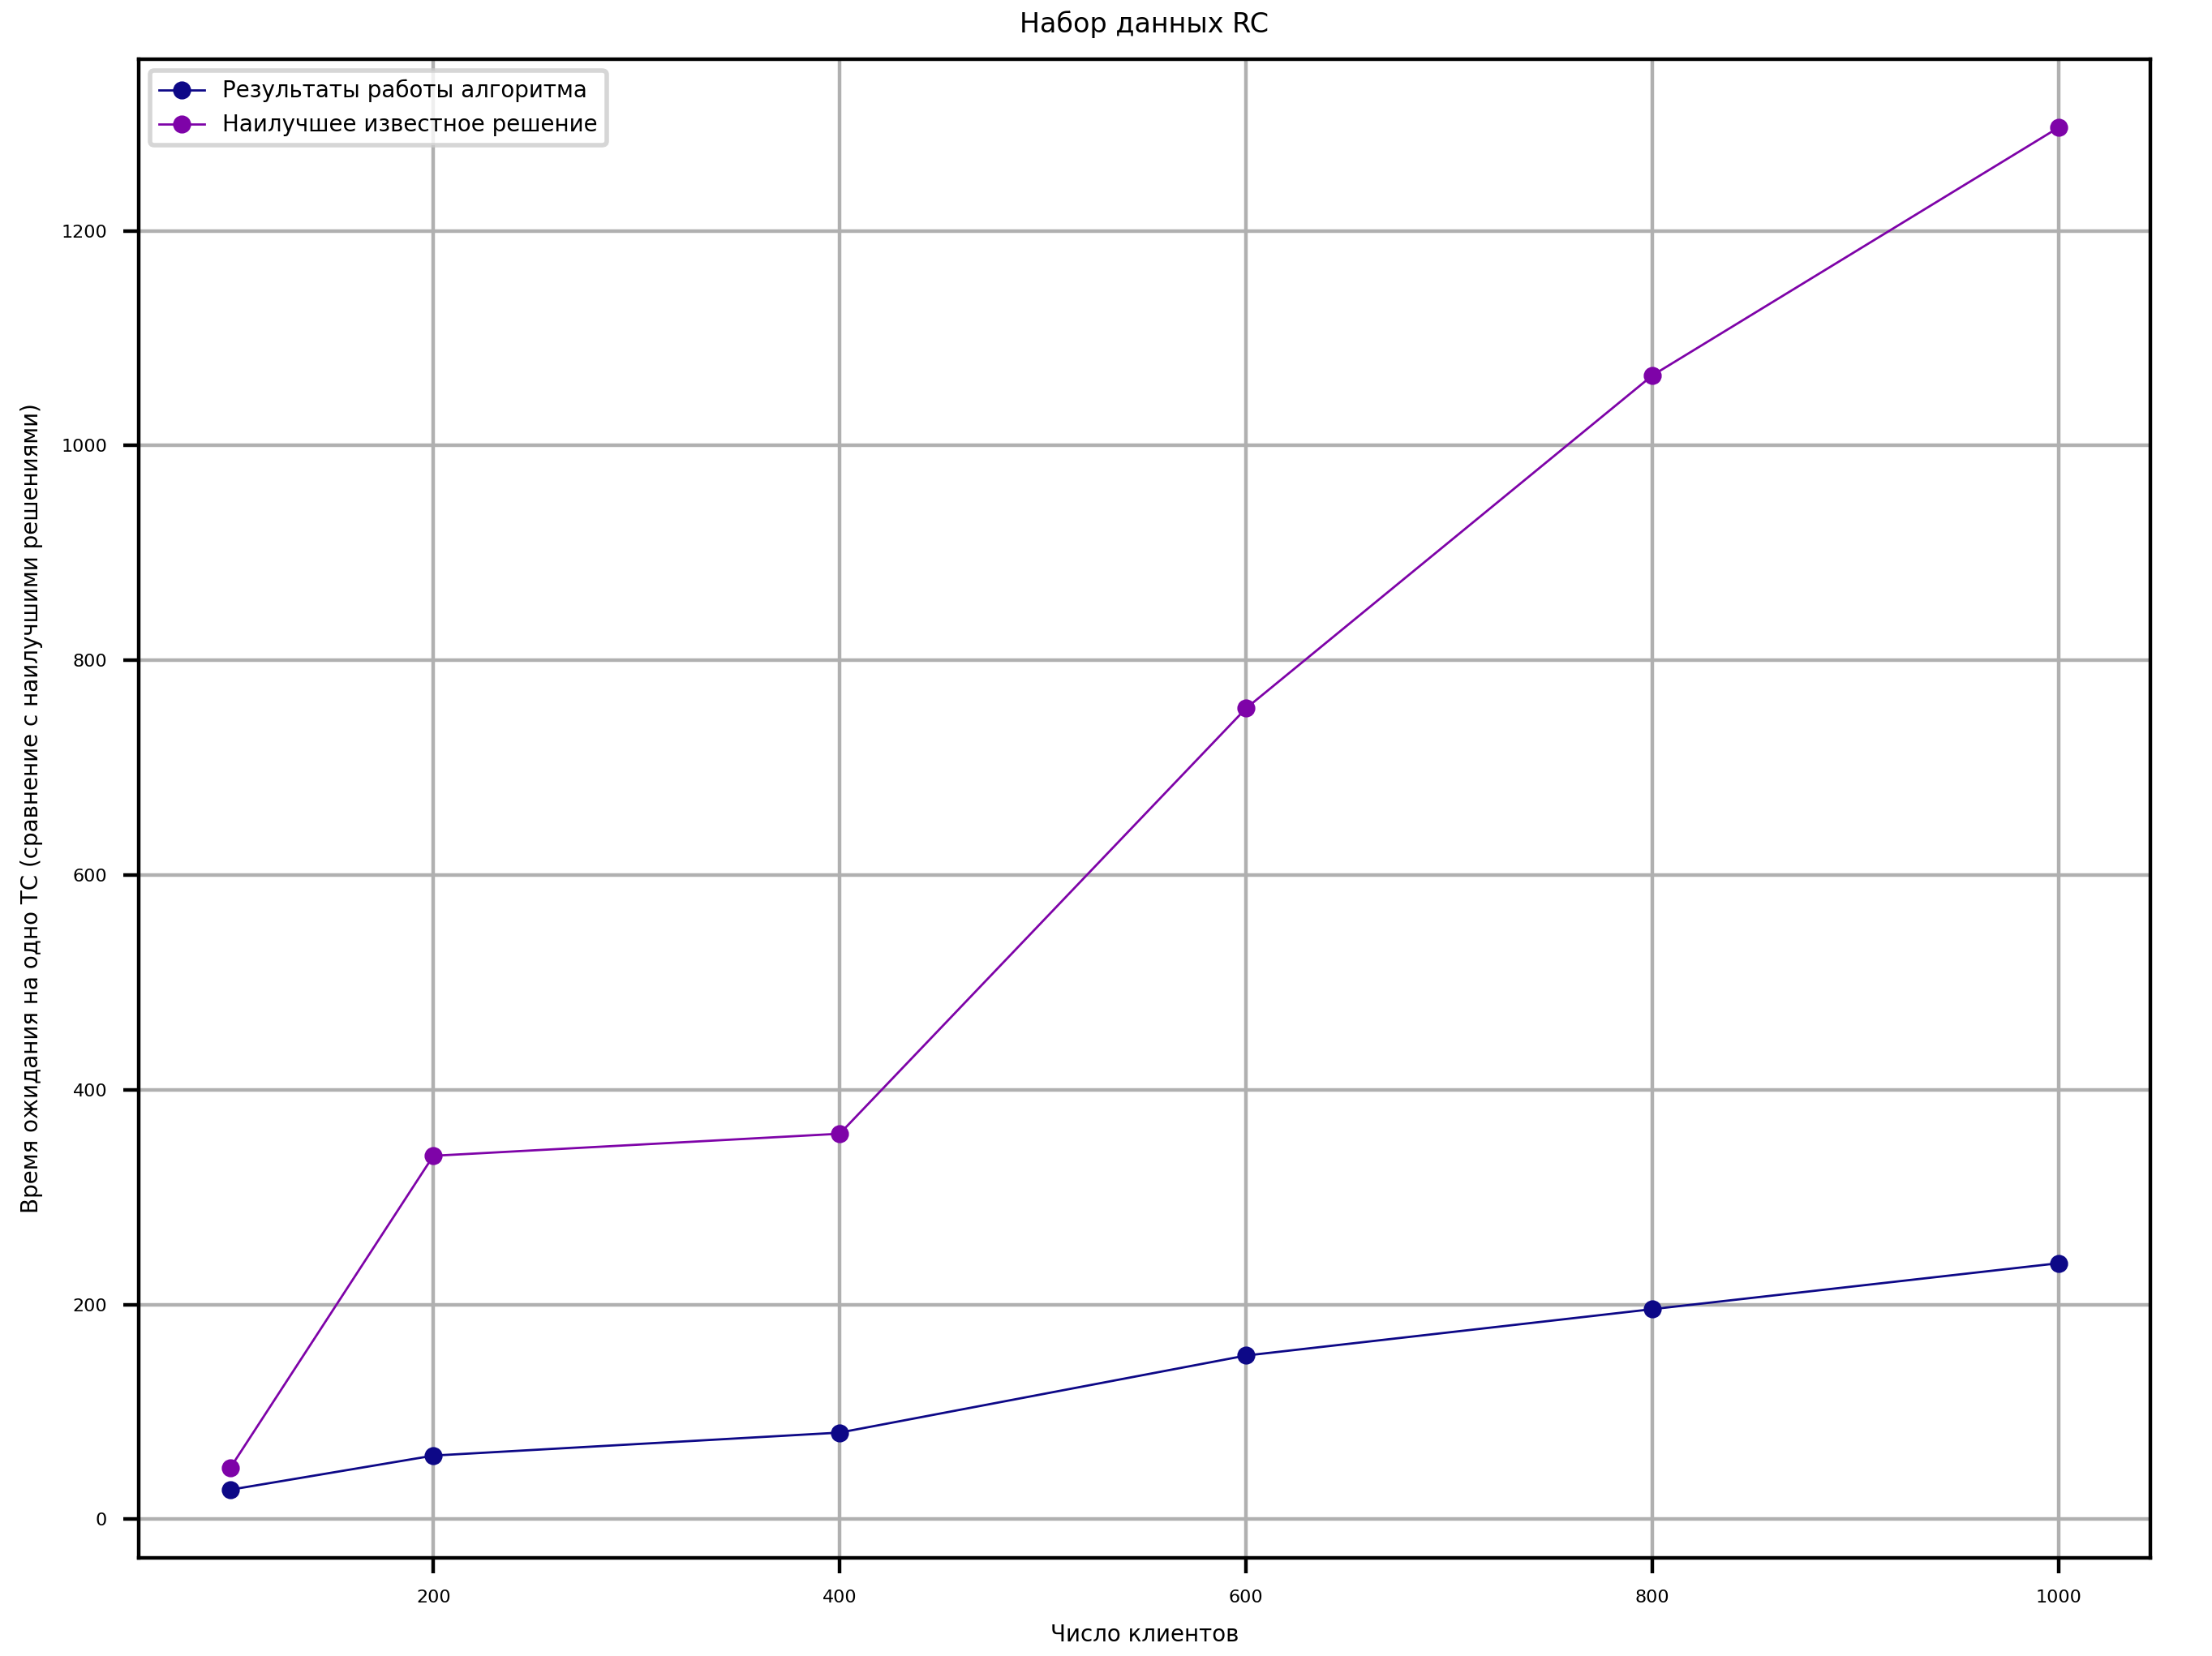 Набор данных RC
Результаты работы алгоритма
Наилучшее известное решение
Время ожидания на одно ТС (сравнение с наилучшими решениями)
1200
1000
800
600
400
200
0
200
400
600
800
1000
Число клиентов